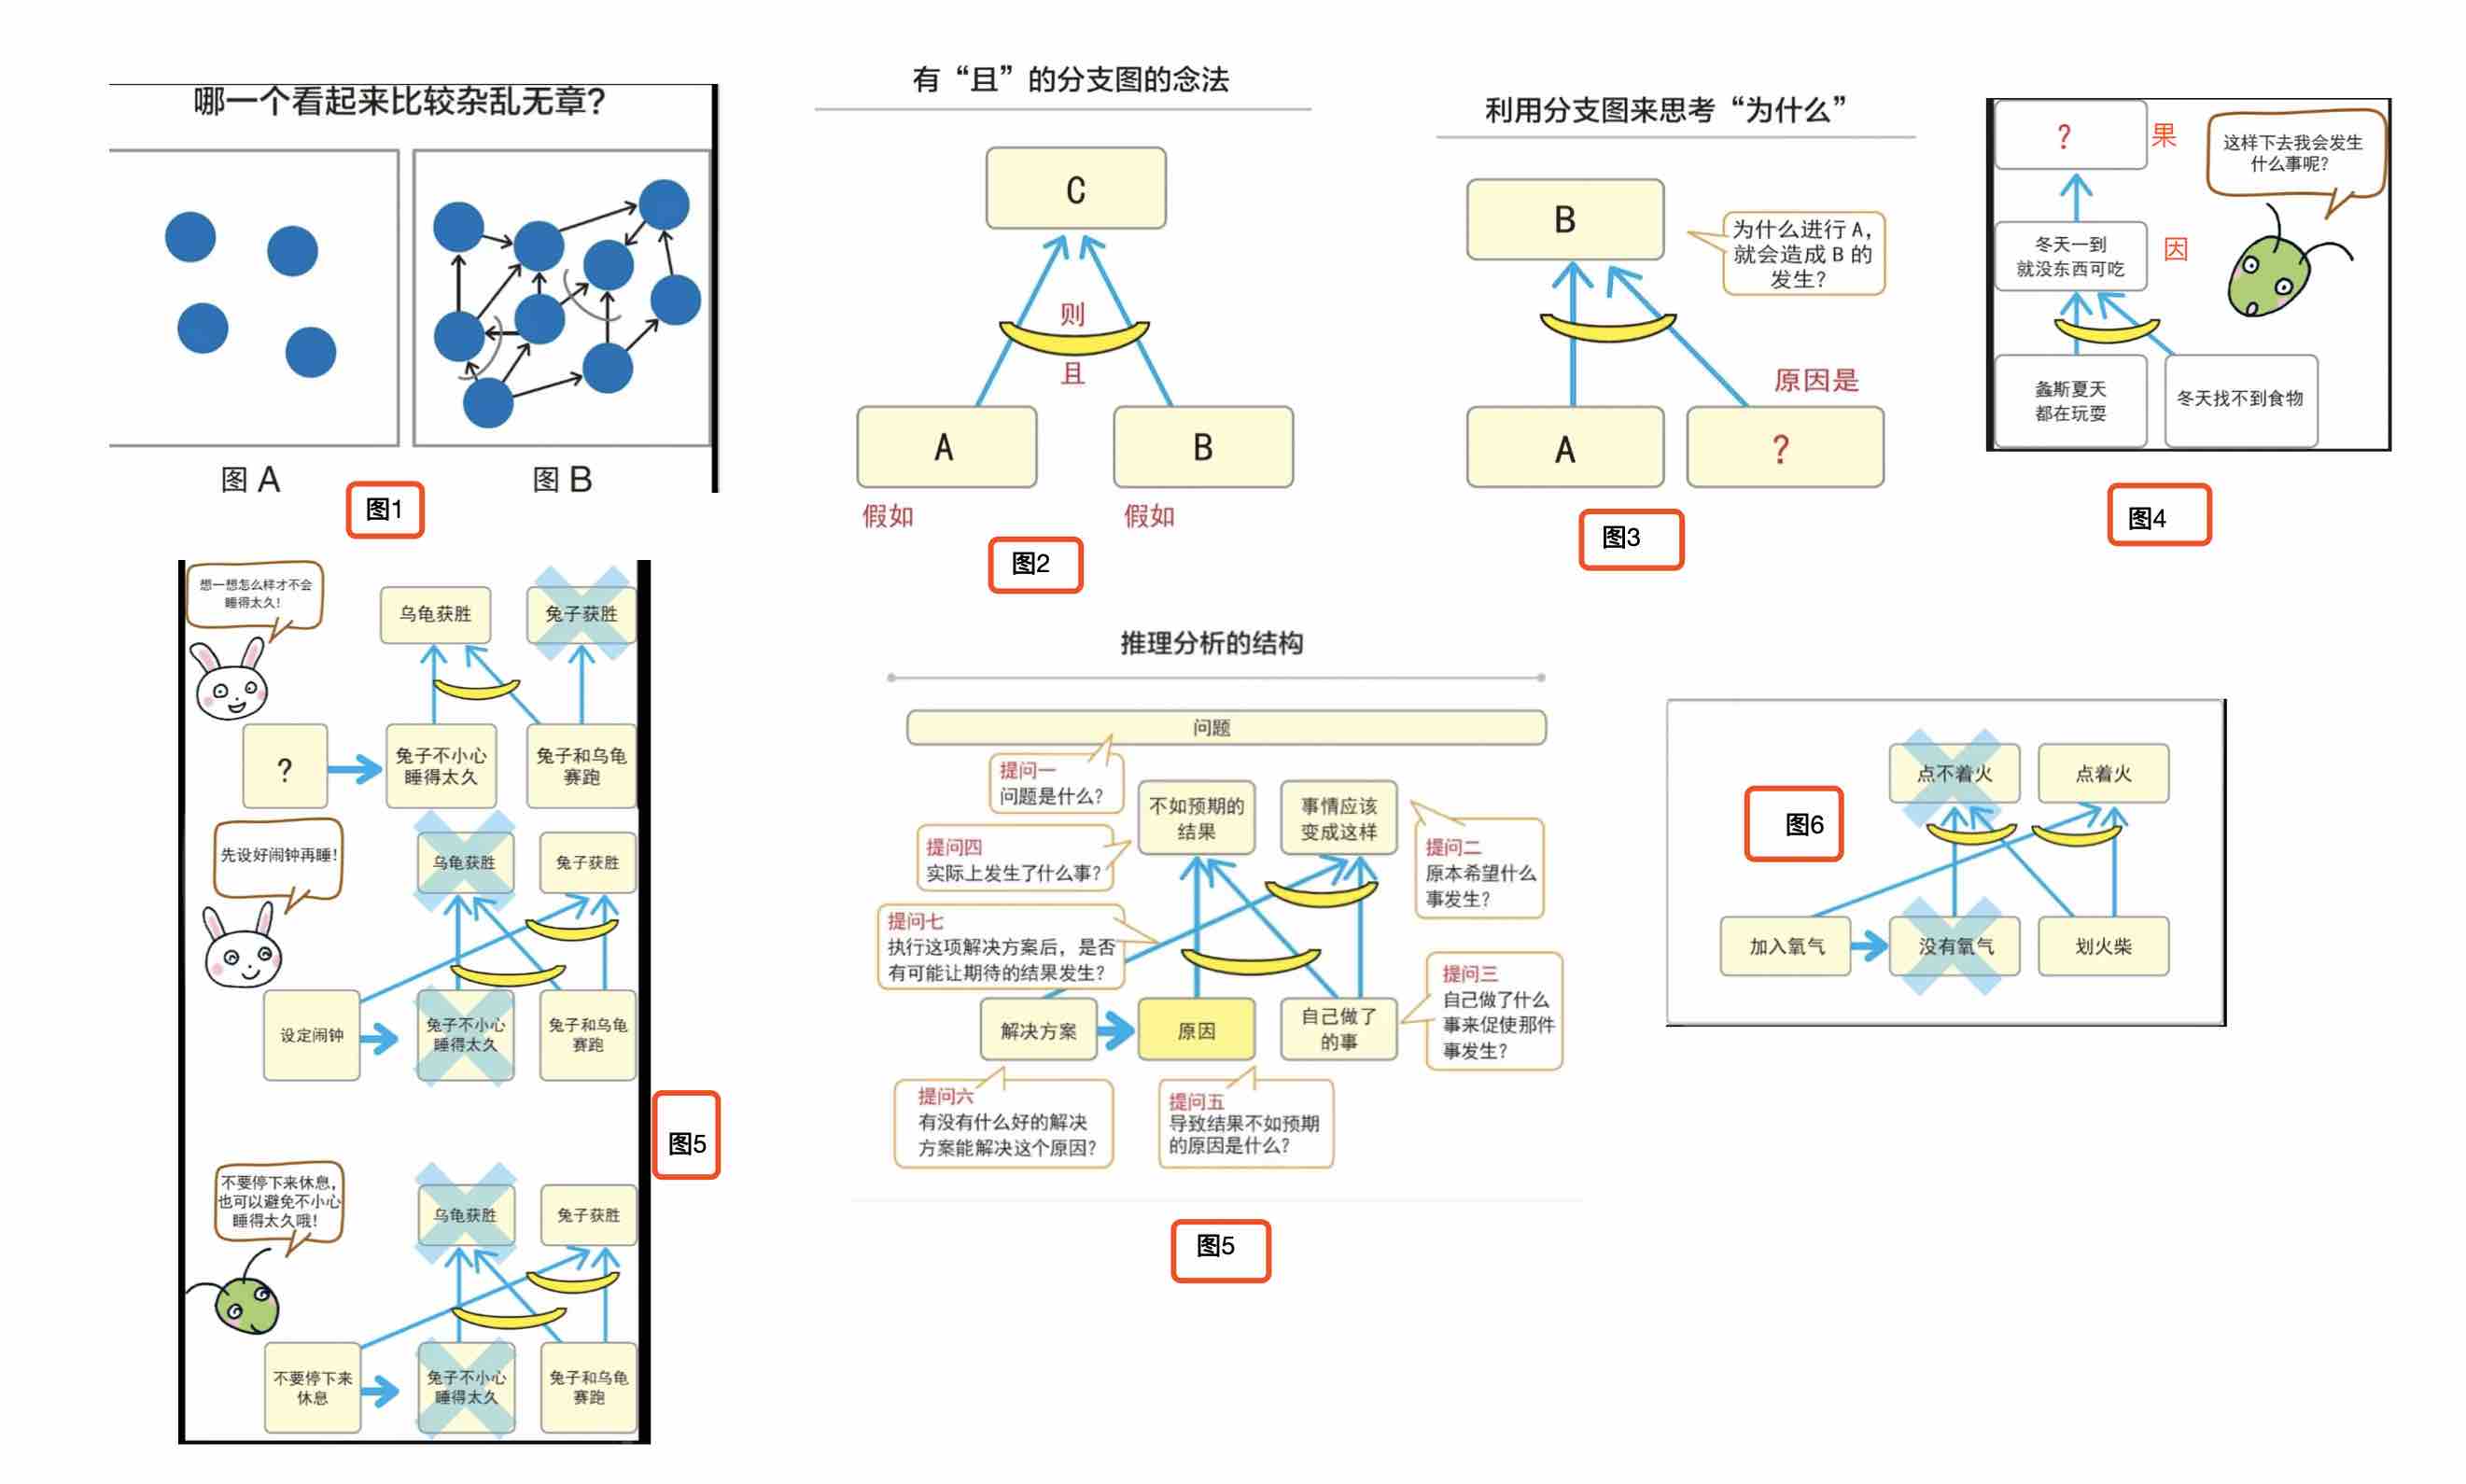 哪一个看起来比较杂乱无章？
图 A
图 B
图1
有“且”的分支图的念法
C
则
且
A
B
假如
假如
图2
利用分支图来思考“为什么”
B
为什么进行 A，
就会造成 B 的
发生？
原因是
A
？
图3
？
果
这样下去我会发生
什么事呢？
冬天一到
就没东西可吃
因
螽斯夏天
都在玩耍
冬天找不到食物
图4
想一想怎么样才不会
睡得太久！
乌龟获胜
兔子获胜
？
兔子不小心
睡得太久
兔子和乌龟
赛跑
先设好闹钟再睡！
乌龟获胜
兔子获胜
设定闹钟
兔子不小心
睡得太久
兔子和乌龟
赛跑
不要停下来休息，
也可以避免不小心
睡得太久哦！
乌龟获胜
兔子获胜
不要停下来
休息
兔子不小心
睡得太久
兔子和乌龟
赛跑
图5
推理分析的结构
问题
提问一
问题是什么？
不如预期的
结果
事情应该
变成这样
提问四
实际上发生了什么事？
提问二
原本希望什么
事发生？
提问七
执行这项解决方案后，是否
有可能让期待的结果发生？
提问三
自己做了什么
事来促使那件
事发生？
解决方案
原因
自己做了
的事
提问六
有没有什么好的解决
方案能解决这个原因？
提问五
导致结果不如预期
的原因是什么？
图5
点不着火
点着火
图6
加入氧气
没有氧气
划火柴